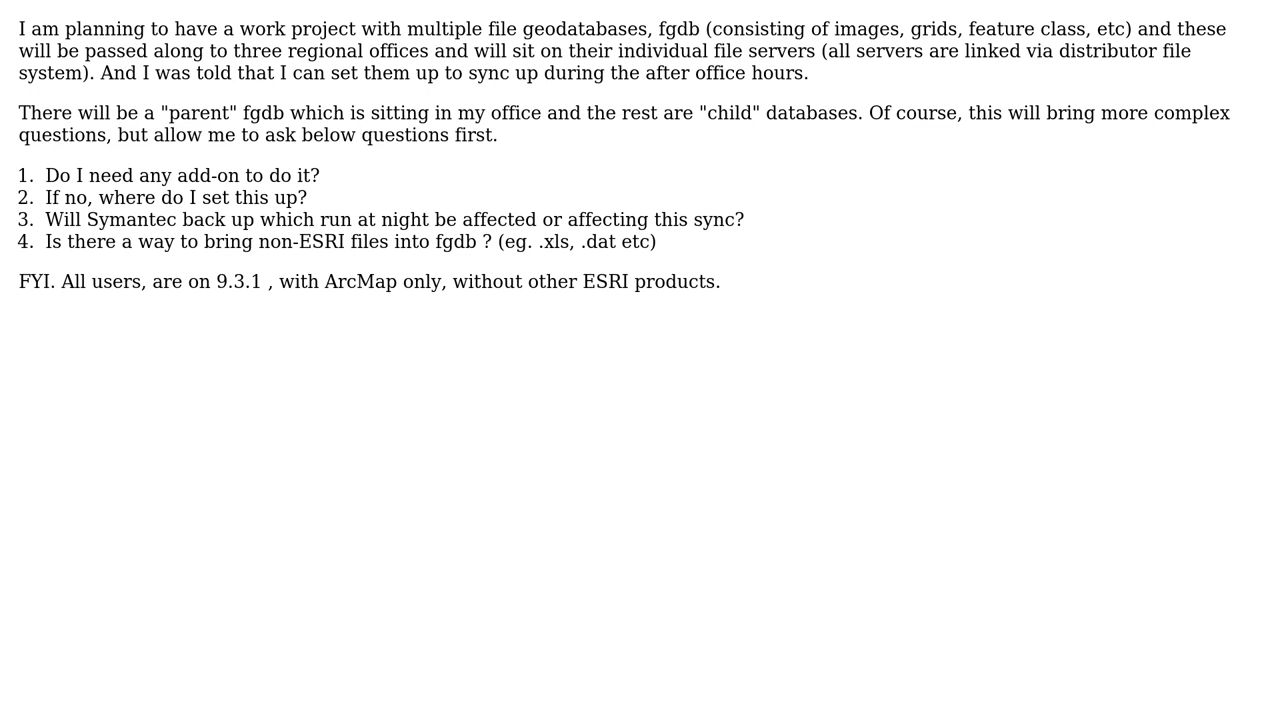 I am planning to have a work project with multiple file geodatabases, fgdb (consisting of images, grids, feature class, etc) and these
will be passed along to three regional offices and will sit on their individual file servers (all servers are linked via distributor file
system). And I was told that I can set them up to sync up during the after office hours.
There will be a "parent" fgdb which is sitting in my office and the rest are "child" databases. Of course, this will bring more complex
questions, but allow me to ask below questions first.
1. Do I need any add-on to do it?
2. If no, where do I set this up?
3. Will Symantec back up which run at night be affected or affecting this sync?
4. Is there a way to bring non-ESRI files into fgdb ? (eg. .xls, .dat etc)
FYI. All users, are on 9.3.1 , with ArcMap only, without other ESRI products.